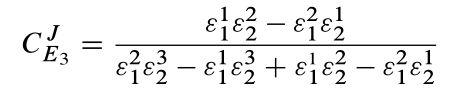 $C_{E_3}^{J} = \frac{\varepsilon_1^1 \varepsilon_2^2 - \varepsilon_1^2 \varepsilon_2^1}{\varepsilon_1^2 \varepsilon_2^3 - \varepsilon_1^1 \varepsilon_2^3 + \varepsilon_1^1 \varepsilon_2^2 - \varepsilon_1^2 \varepsilon_2^1}$